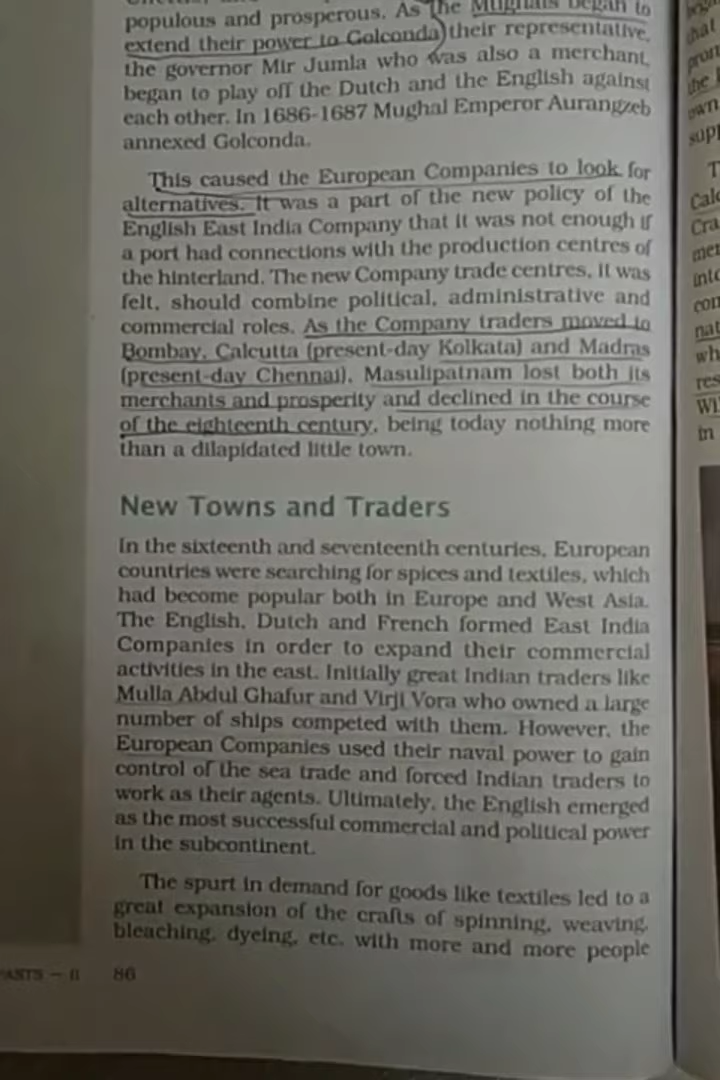 populous and prosperous. As the Mughals began to
extend their power to Golconda their representative,
the governor Mir Jumla who was also a merchant,
began to play off the Dutch and the English against
each other. In 1686-1687 Mughal Emperor Aurangzeb
annexed Golconda.
This caused the European Companies to look for
alternatives. It was a part of the new policy of the
English East India Company that it was not enough if
a port had connections with the production centres of
the hinterland. The new Company trade centres, it was
felt, should combine political, administrative and
commercial roles. As the Company traders moved to
Bombay, Calcutta (present-day Kolkata) and Madras
(present-day Chennai), Masulipatnam lost both its
merchants and prosperity and declined in the course
of the eighteenth century, being today nothing more
than a dilapidated little town.
New Towns and Traders
In the sixteenth and seventeenth centuries, European
countries were searching for spices and textiles, which
had become popular both in Europe and West Asia.
The English, Dutch and French formed East India
Companies in order to expand their commercial
activities in the east. Initially great Indian traders like
Mulla Abdul Ghafur and Virji Vora who owned a large
number of ships competed with them. However, the
European Companies used their naval power to gain
control of the sea trade and forced Indian traders to
work as their agents. Ultimately, the English emerged
as the most successful commercial and political power
in the subcontinent.
The spurt in demand for goods like textiles led to a
great expansion of the crafts of spinning, weaving,
bleaching, dyeing, etc. with more and more people
PASTS – II 86